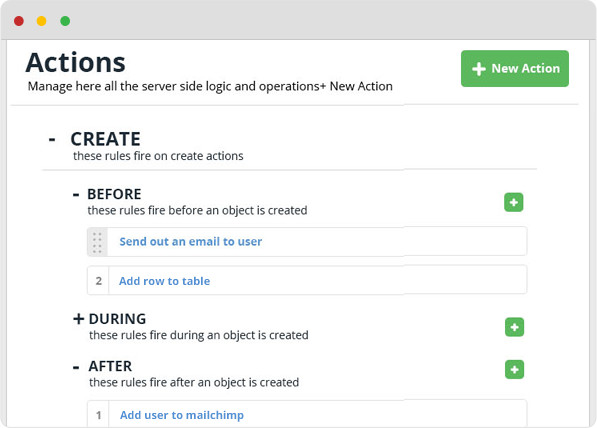 Actions
+ New Action
Manage here all the server side logic and operations+ New Action
- CREATE
these rules fire on create actions
- BEFORE
these rules fire before an object is created
+
Send out an email to user
2 Add row to table
+ DURING
these rules fire during an object is created
+
- AFTER
these rules fire after an object is created
+
1 Add user to mailchimp